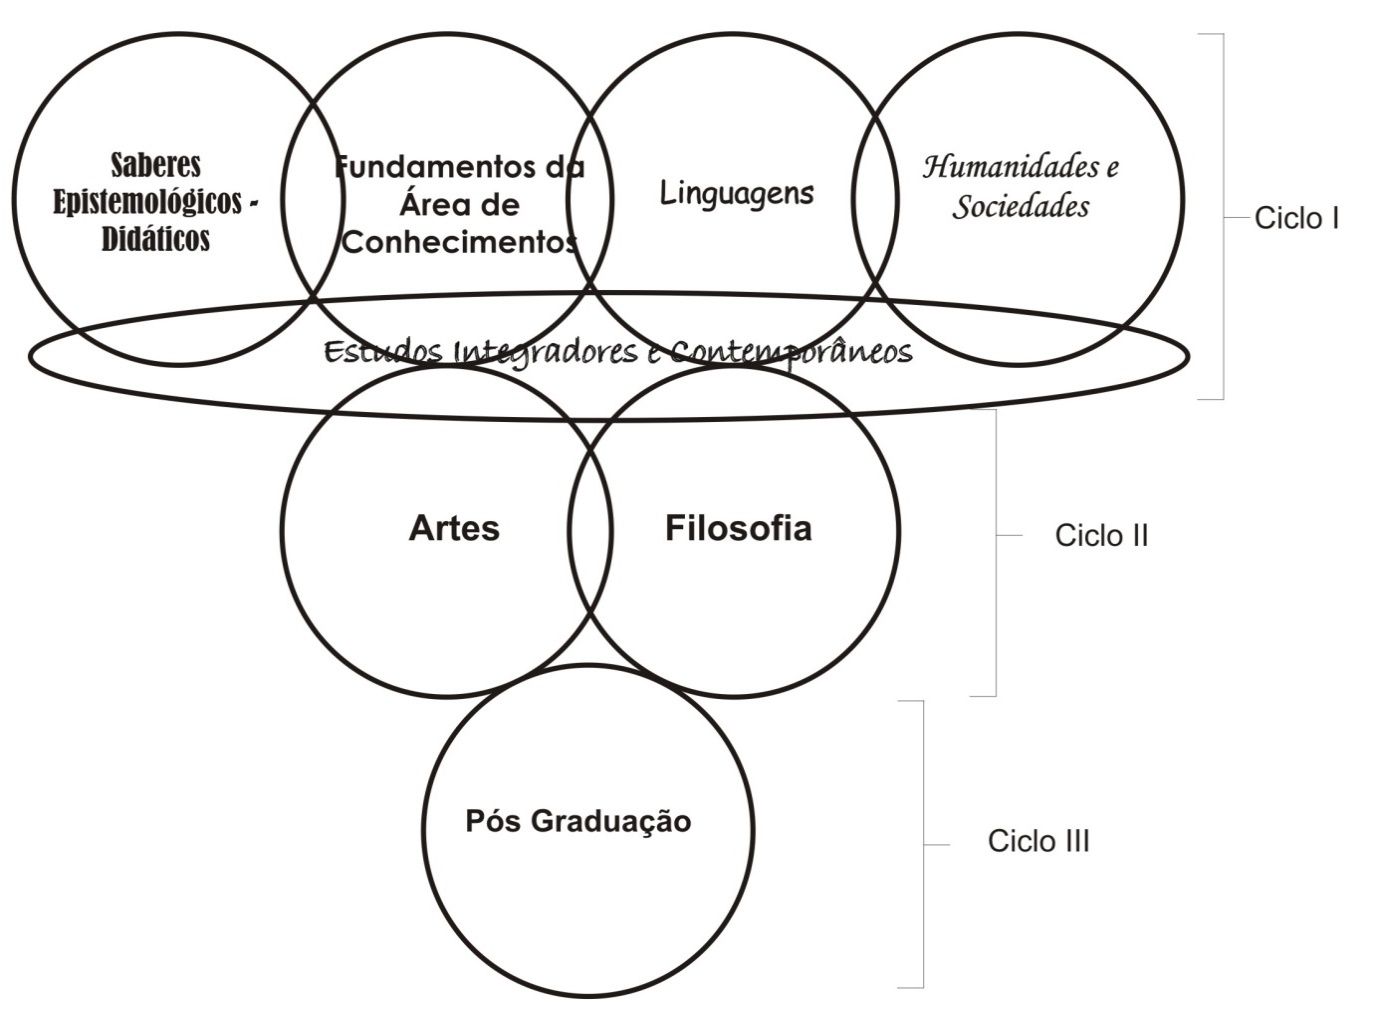 Saberes
Epistemológicos -
Didáticos
Fundamentos da
Área de
Conhecimentos
Linguagens
Humanidades e
Sociedades
Ciclo I
Estudos Integradores e Contemporâneos
Artes
Filosofia
Ciclo II
Pós Graduação
Ciclo III